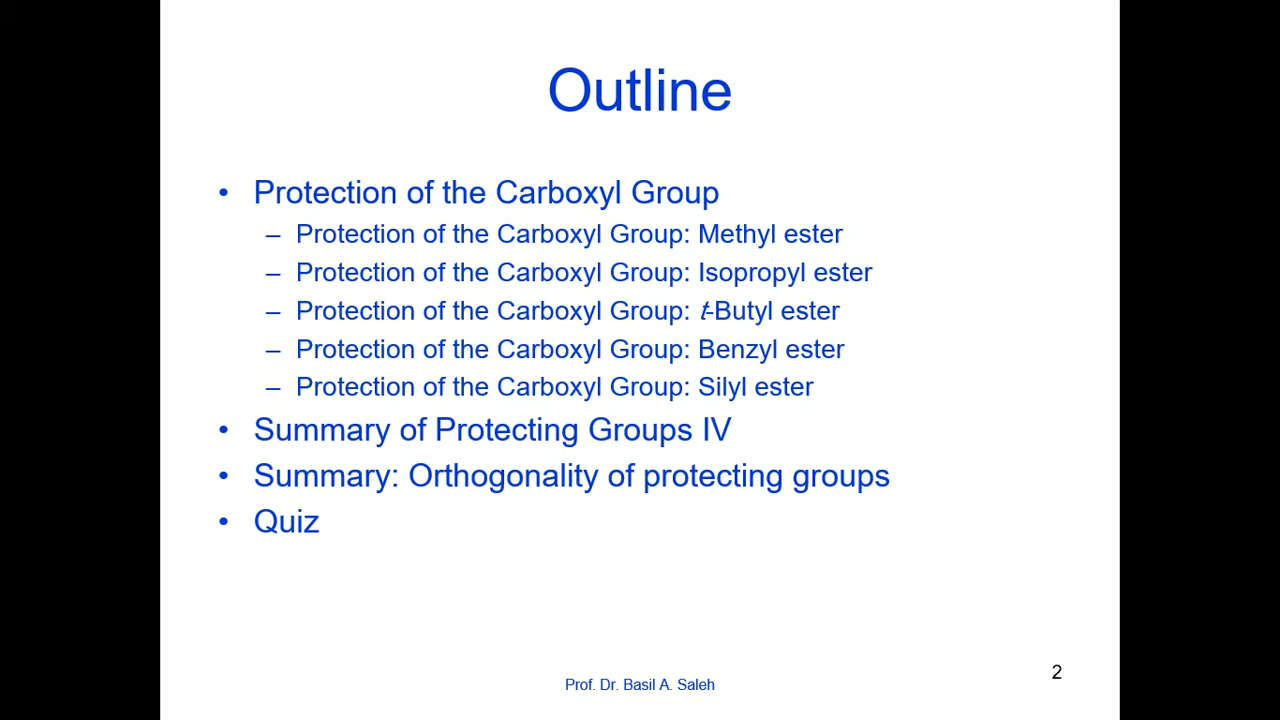 Outline
• Protection of the Carboxyl Group
– Protection of the Carboxyl Group: Methyl ester
– Protection of the Carboxyl Group: Isopropyl ester
– Protection of the Carboxyl Group: t-Butyl ester
– Protection of the Carboxyl Group: Benzyl ester
– Protection of the Carboxyl Group: Silyl ester
• Summary of Protecting Groups IV
• Summary: Orthogonality of protecting groups
• Quiz
2
Prof. Dr. Basil A. Saleh